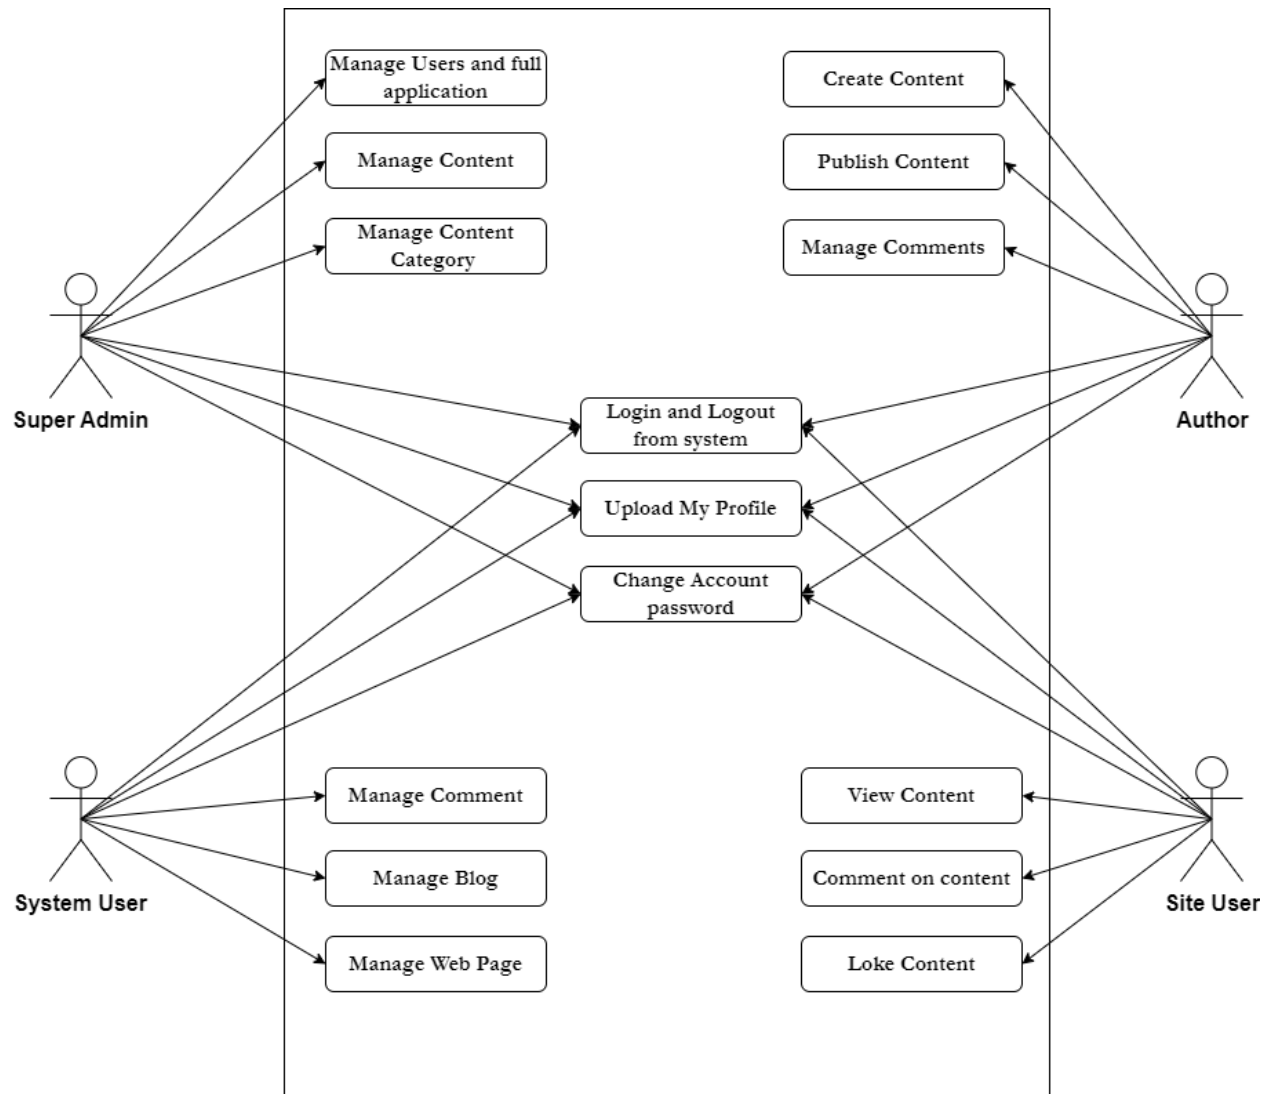 Manage Users and full
application
Create Content
Manage Content
Publish Content
Manage Content
Category
Manage Comments
Super Admin
Author
Login and Logout
from system
Upload My Profile
Change Account
password
Manage Comment
View Content
Manage Blog
Comment on content
System User
Site User
Manage Web Page
Loke Content